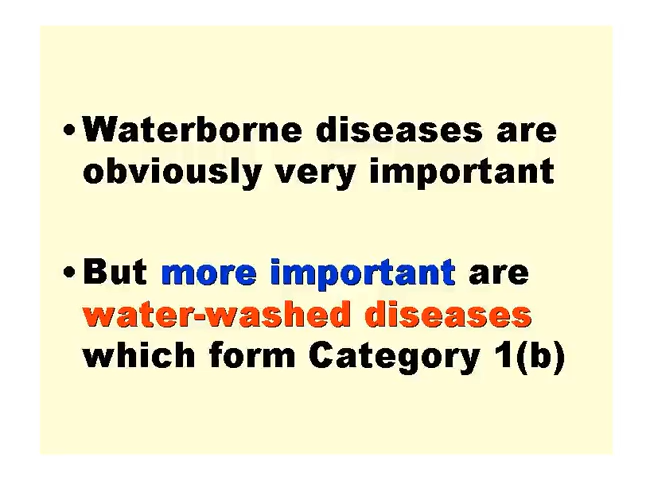 •Waterborne diseases are
obviously very important
•But more important are
water-washed diseases
which form Category 1(b)